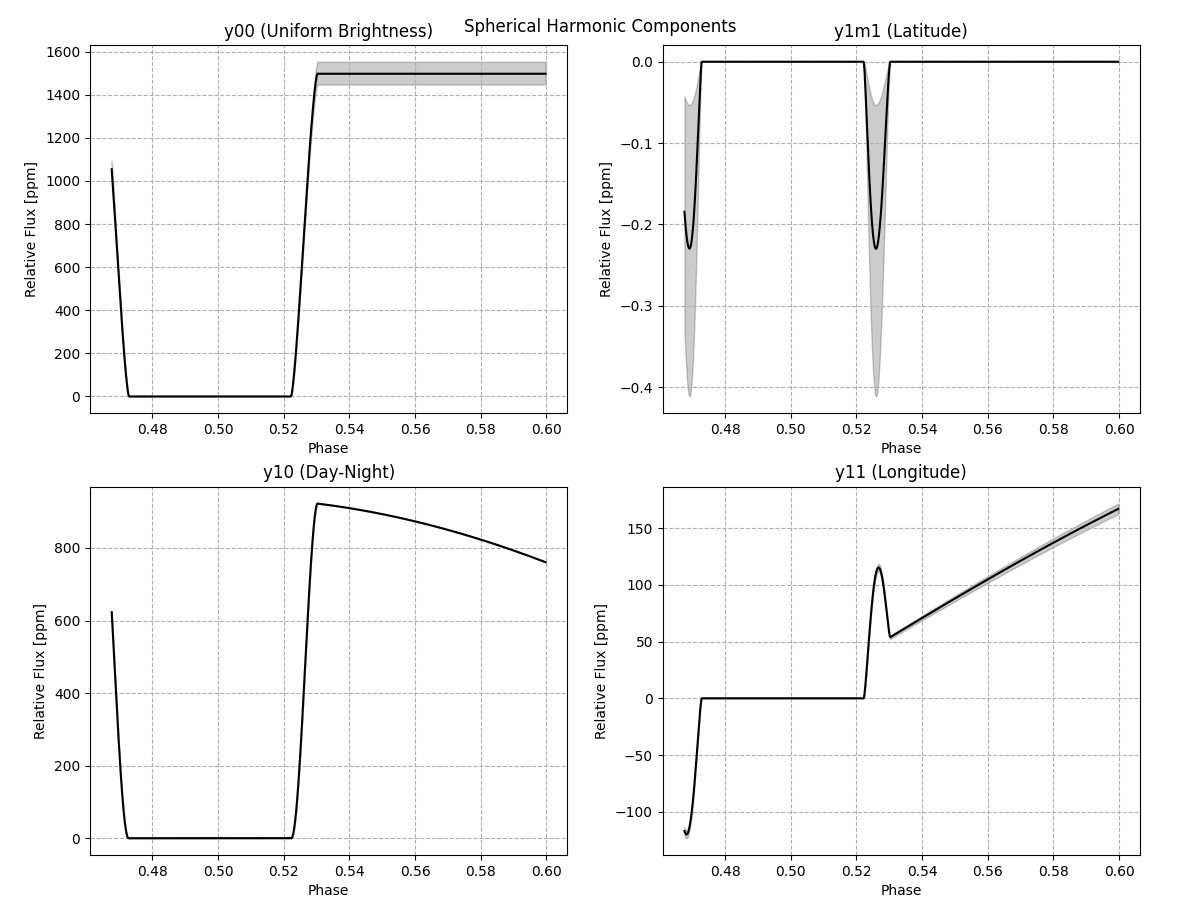 Spherical Harmonic Components
y00 (Uniform Brightness)
Relative Flux [ppm]
1600
1400
1200
1000
800
600
400
200
0
0.48 0.50 0.52 0.54 0.56 0.58 0.60
Phase
y1m1 (Latitude)
Relative Flux [ppm]
0.0
−0.1
−0.2
−0.3
−0.4
0.48 0.50 0.52 0.54 0.56 0.58 0.60
Phase
y10 (Day-Night)
Relative Flux [ppm]
800
600
400
200
0
0.48 0.50 0.52 0.54 0.56 0.58 0.60
Phase
y11 (Longitude)
Relative Flux [ppm]
150
100
50
0
−50
−100
0.48 0.50 0.52 0.54 0.56 0.58 0.60
Phase